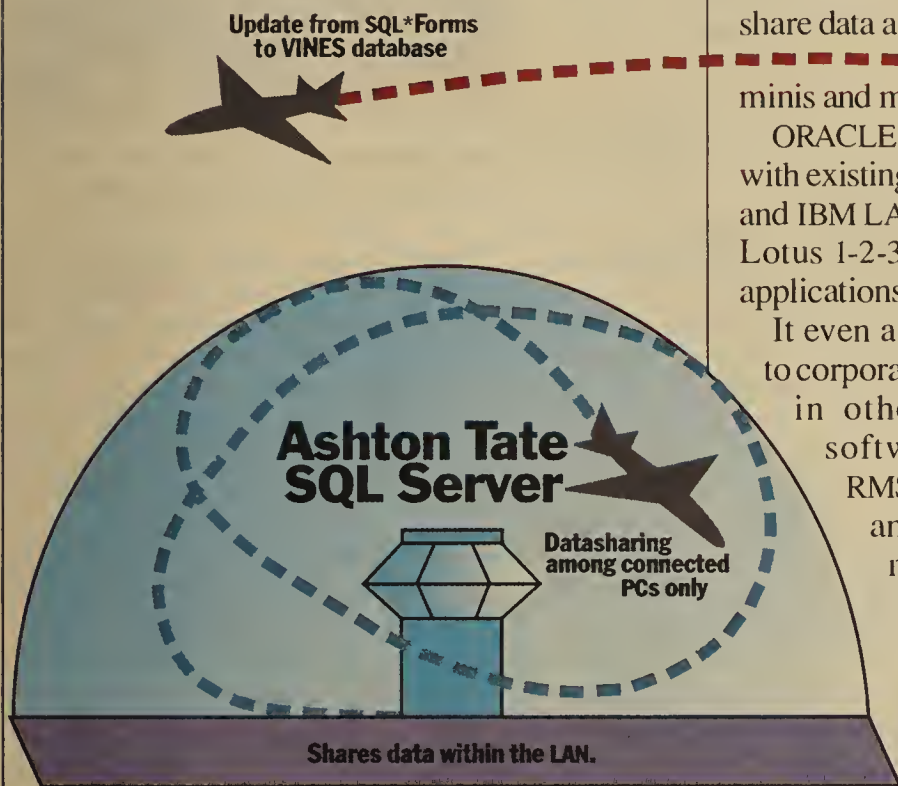 Update from SQL*Forms
to VINES database
Ashton Tate
SQL Server
Datasharing
among connected
PCs only
Shares data within the LAN.
share data a
minis and m
ORACLE
with existing
and IBM LA
Lotus 1-2-3
applications
It even a
to corpora
in oth
softw
RMS
an